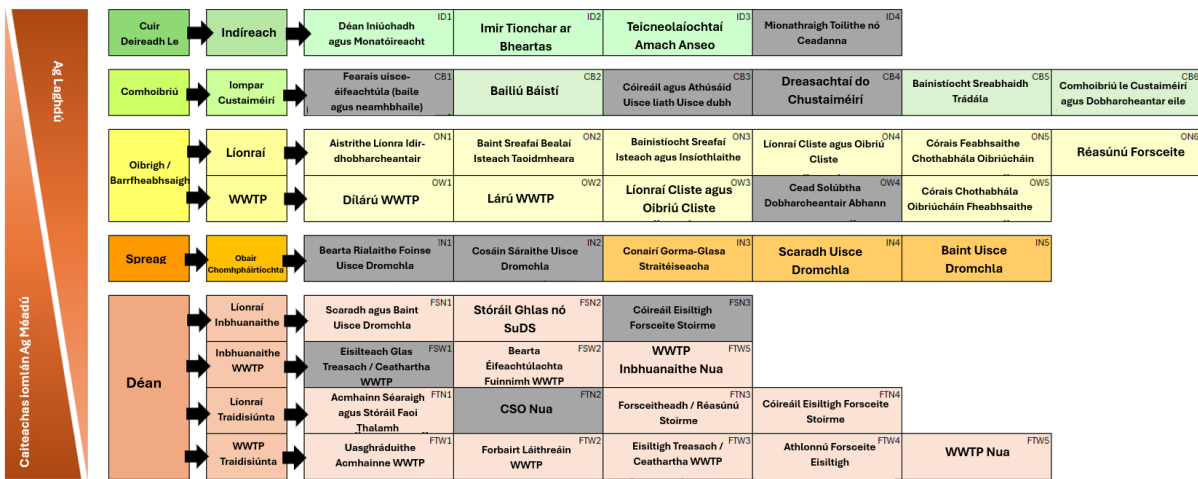 Ag Laghdú
Caiteachas iomlán Ag Méadú
Cuir
Deireadh Le
Indíreach
ID1
Déan Iniúchadh
agus Monatóireacht
ID2
Imir Tionchar ar
Bheartas
ID3
Teicneolaíochtaí
Amach Anseo
ID4
Mionathraigh Toilithe nó
Ceadanna
Comhoibriú
Iompar
Custaiméirí
CB1
Fearais uisce-
éifeachtúla (baile
agus neamhbhaile)
CB2
Bailiú Báistí
CB3
Cóireáil agus Athúsáid
Uisce liath Uisce dubh
CB4
Dreasachtaí do
Chustaiméirí
CB5
Bainistíocht Sreabhaidh
Trádála
CB6
Comhoibriú le Custaiméirí
agus Dobharcheantar eile
Oibrigh /
Barrfheabhsaigh
Líonraí
ON1
Aistrithe Líonra Idir-
dhobharcheantair
ON2
Baint Sreafaí Bealaí
Isteach Taoidmheara
ON3
Bainistíocht Sreafaí
Isteach agus Insíothlaithe
ON4
Líonraí Cliste agus Oibriú
Cliste
ON5
Córais Feabhsaithe
Chothabhála Oibriúcháin
ON6
Réasúnú Forsceite
WWTP
OW1
Dílárú WWTP
OW2
Lárú WWTP
OW3
Líonraí Cliste agus
Oibriú Cliste
OW4
Cead Solúbtha
Dobharcheantair Abhann
OW5
Córais Chothabhála
Oibriúcháin Fheabhsaithe
Spreag
Obair
Chomhpháirtíochta
IN1
Bearta Rialaithe Foinse
Uisce Dromchla
IN2
Cosáin Sáraithe Uisce
Dromchla
IN3
Conairí Gorma-Glasa
Straitéiseacha
IN4
Scaradh Uisce
Dromchla
IN5
Baint Uisce
Dromchla
Déan
Líonraí
Inbhuanaithe
FSN1
Scaradh agus Baint
Uisce Dromchla
FSN2
Stóráil Ghlas nó
SuDS
FSN3
Cóireáil Eisiltigh
Forsceite Stoirme
Inbhuanaithe
WWTP
FSW1
Eisilteach Glas
Treasach / Ceathartha
WWTP
FSW2
Bearta
Éifeachtúlachta
Fuinnimh WWTP
FTW5
WWTP
Inbhuanaithe Nua
Líonraí
Traidisiúnta
FTN1
Acmhainn Séaraigh
agus Stóráil Faoi
Thalamh
FTN2
CSO Nua
FTN3
Forsceitheadh / Réasúnú
Stoirme
FTN4
Cóireáil Eisiltigh Forsceite
Stoirme
WWTP
Traidisiúnta
FTW1
Uasghráduithe
Acmhainne WWTP
FTW2
Forbairt Láithreáin
WWTP
FTW3
Eisiltigh Treasach /
Ceathartha WWTP
FTW4
Athlonnú Forsceite
Eisiltigh
FTW5
WWTP Nua